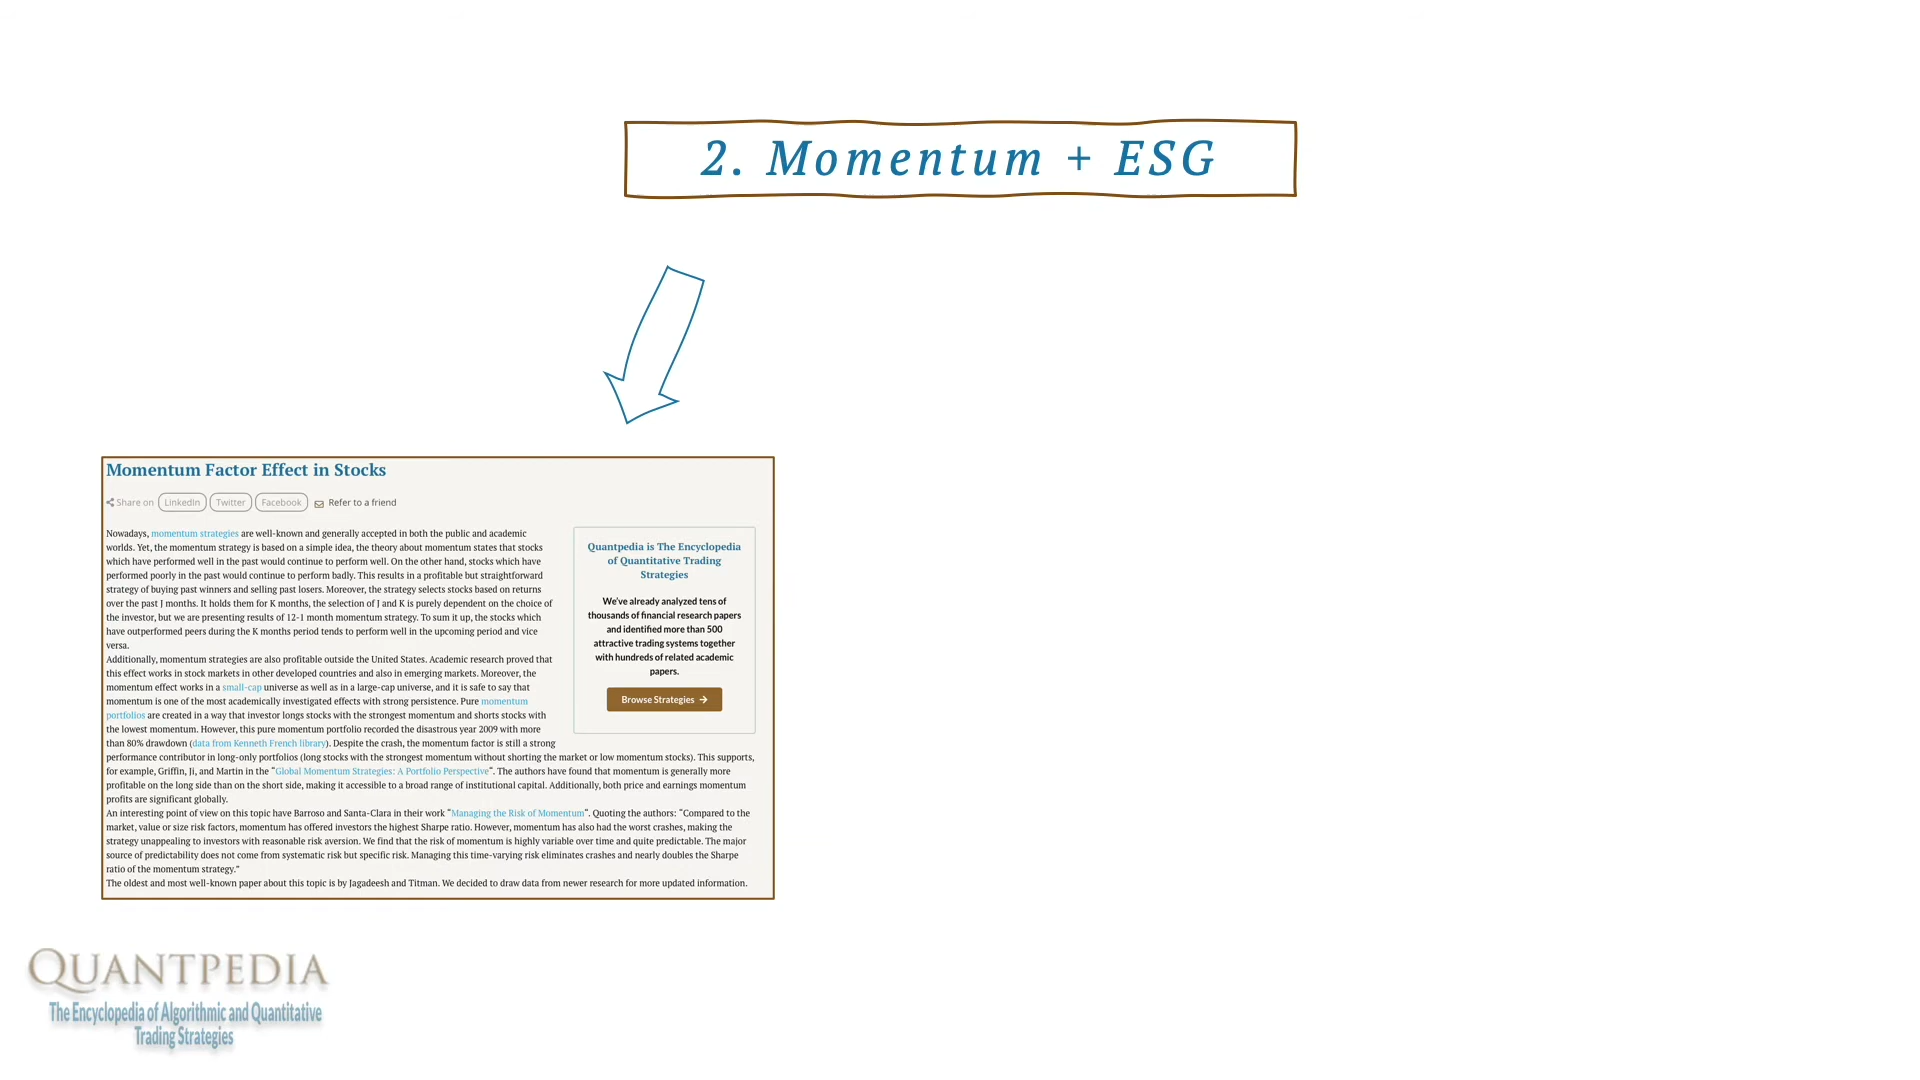 2. Momentum + ESG
Momentum Factor Effect in Stocks
Share on LinkedIn Twitter Facebook Refer to a friend
Nowadays, momentum strategies are well-known and generally accepted in both the public and academic
worlds. Yet, the momentum strategy is based on a simple idea, the theory about momentum states that stocks
which have performed well in the past would continue to perform well. On the other hand, stocks which have
performed poorly in the past would continue to perform badly. This results in a profitable but straightforward
strategy of buying past winners and selling past losers. Moreover, the strategy selects stocks based on returns
over the past J months. It holds them for K months, the selection of J and K is purely dependent on the choice of
the investor, but we are presenting results of 12-1 month momentum strategy. To sum it up, the stocks which
have outperformed peers during the K months period tends to perform well in the upcoming period and vice
versa.
Additionally, momentum strategies are also profitable outside the United States. Academic research proved that
this effect works in stock markets in other developed countries and also in emerging markets. Moreover, the
momentum effect works in a small-cap universe as well as in a large-cap universe, and it is safe to say that
momentum is one of the most academically investigated effects with strong persistence. Pure momentum
portfolios are created in a way that investor longs stocks with the strongest momentum and shorts stocks with
the lowest momentum. However, this pure momentum portfolio recorded the disastrous year 2009 with more
than 80% drawdown (data from Kenneth French library). Despite the crash, the momentum factor is still a strong
performance contributor in long-only portfolios (long stocks with the strongest momentum without shorting the market or low momentum stocks). This supports,
for example, Griffin, Ji, and Martin in the “Global Momentum Strategies: A Portfolio Perspective“. The authors have found that momentum is generally more
profitable on the long side than on the short side, making it accessible to a broad range of institutional capital. Additionally, both price and earnings momentum
profits are significant globally.
An interesting point of view on this topic have Barroso and Santa-Clara in their work “Managing the Risk of Momentum“. Quoting the authors: “Compared to the
market, value or size risk factors, momentum has offered investors the highest Sharpe ratio. However, momentum has also had the worst crashes, making the
strategy unappealing to investors with reasonable risk aversion. We find that the risk of momentum is highly variable over time and quite predictable. The major
source of predictability does not come from systematic risk but specific risk. Managing this time-varying risk eliminates crashes and nearly doubles the Sharpe
ratio of the momentum strategy.”
The oldest and most well-known paper about this topic is by Jagadeesh and Titman. We decided to draw data from newer research for more updated information.
Quantpedia is The Encyclopedia
of Quantitative Trading
Strategies
We’ve already analyzed tens of
thousands of financial research papers
and identified more than 500
attractive trading systems together
with hundreds of related academic
papers.
Browse Strategies →
QUANTPEDIA
The Encyclopedia of Algorithmic and Quantitative
Trading Strategies